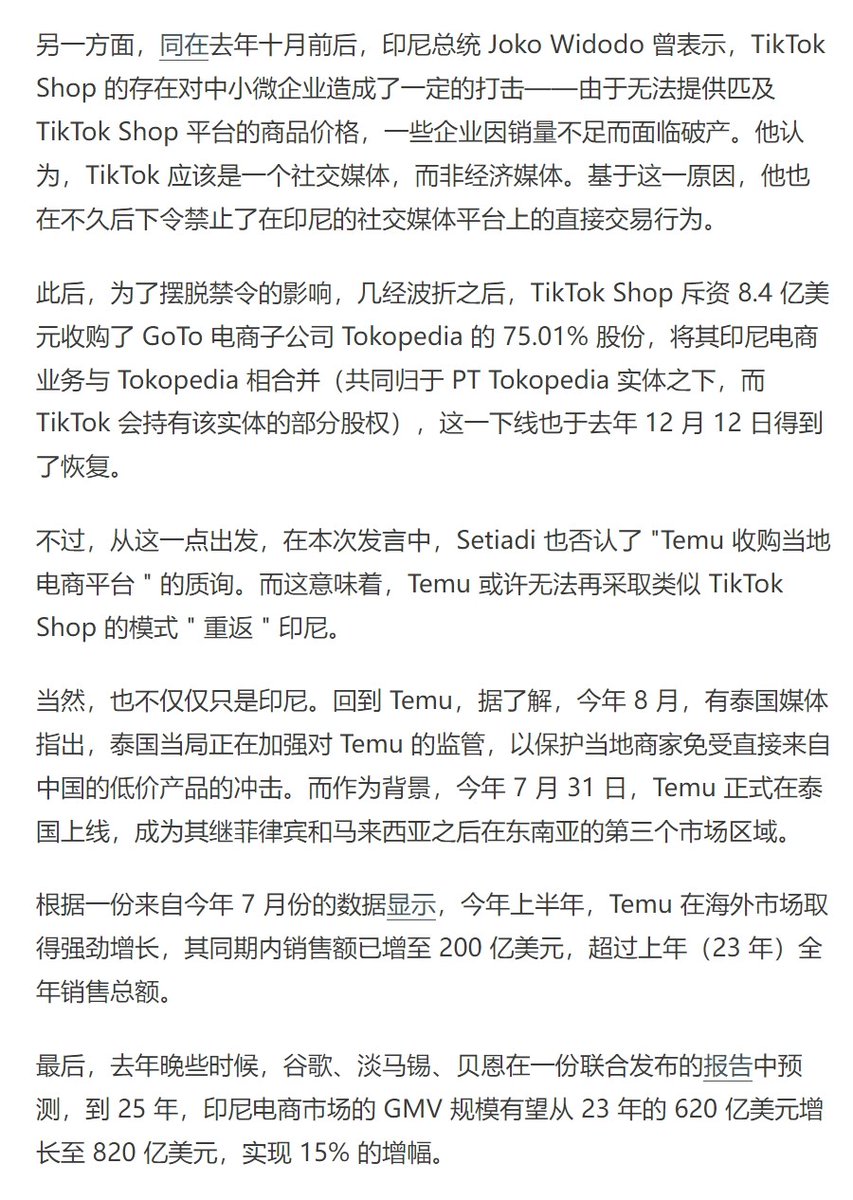 另一方面，同在去年十月前后，印尼总统 Joko Widodo 曾表示，TikTok
Shop 的存在对中小微企业造成了一定的打击——由于无法提供匹及
TikTok Shop 平台的商品价格，一些企业因销量不足而面临破产。他认
为，TikTok 应该是一个社交媒体，而非经济媒体。基于这一原因，他也
在不久后下令禁止了在印尼的社交媒体平台上的直接交易行为。
此后，为了摆脱禁令的影响，几经波折之后，TikTok Shop 斥资 8.4 亿美
元收购了 GoTo 电商子公司 Tokopedia 的 75.01% 股份，将其印尼电商
业务与 Tokopedia 相合并（共同归于 PT Tokopedia 实体之下，而
TikTok 会持有该实体的部分股权），这一下线也于去年 12 月 12 日得到
了恢复。
不过，从这一点出发，在本次发言中，Setiadi 也否认了 "Temu 收购当地
电商平台 " 的质询。而这意味着，Temu 或许无法再采取类似 TikTok
Shop 的模式 " 重返 " 印尼。
当然，也不仅仅只是印尼。回到 Temu，据了解，今年 8 月，有泰国媒体
指出，泰国当局正在加强对 Temu 的监管，以保护当地商家免受直接来自
中国的低价产品的冲击。而作为背景，今年 7 月 31 日，Temu 正式在泰
国上线，成为其继菲律宾和马来西亚之后在东南亚的第三个市场区域。
根据一份来自今年 7 月份的数据显示，今年上半年，Temu 在海外市场取
得强劲增长，其同期内销售额已增至 200 亿美元，超过上年（23 年）全
年销售总额。
最后，去年晚些时候，谷歌、淡马锡、贝恩在一份联合发布的报告中预
测，到 25 年，印尼电商市场的 GMV 规模有望从 23 年的 620 亿美元增
长至 820 亿美元，实现 15% 的增幅。